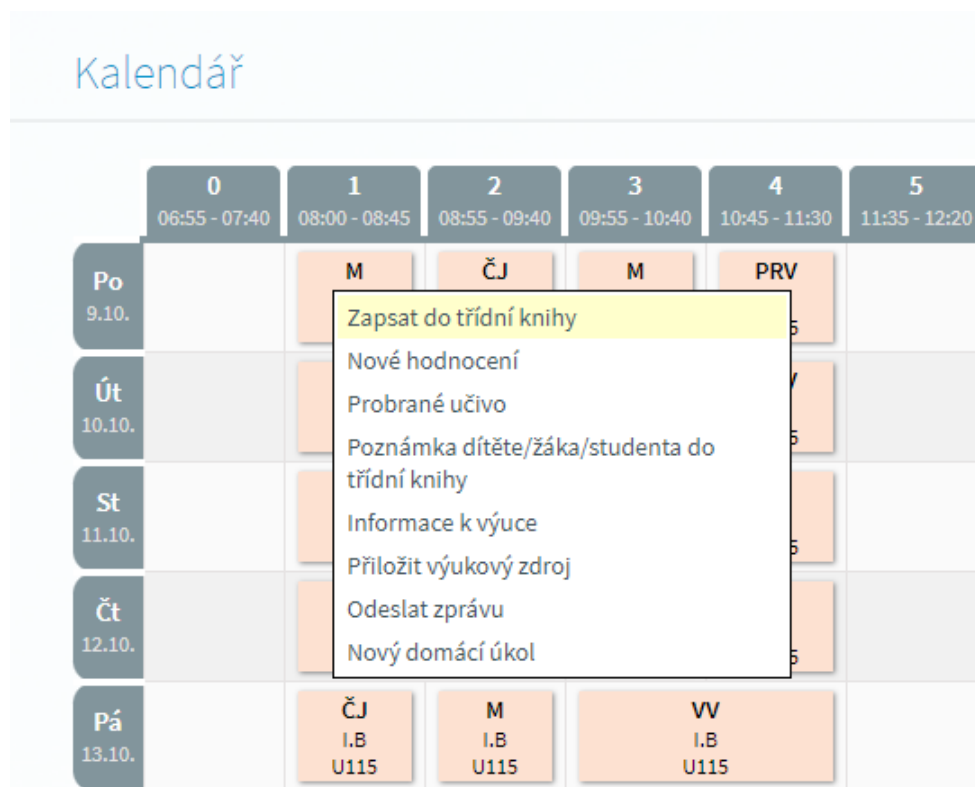 Kalendář
0 1 2 3 4 5
06:55 - 07:40 08:00 - 08:45 08:55 - 09:40 09:55 - 10:40 10:45 - 11:30 11:35 - 12:20
Po M ČJ M PRV
9.10.
Zapsat do třídní knihy
Nové hodnocení
Út
10.10.
Probrané učivo
Poznámka dítěte/žáka/studenta do
třídní knihy
St
11.10.
Informace k výuce
Přiložit výukový zdroj
Čt
12.10.
Odeslat zprávu
Nový domácí úkol
Pá ČJ M VV
13.10. I.B I.B I.B
U115 U115 U115